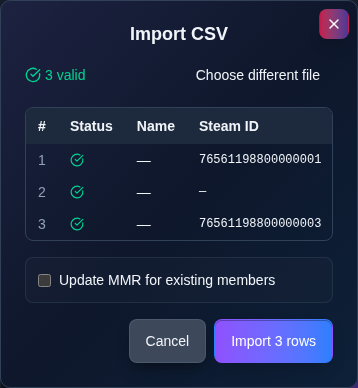 Import CSV
3 valid
Choose different file
# Status Name Steam ID
1 — 76561198800000001
2 — –
3 — 76561198800000003
Update MMR for existing members
Cancel
Import 3 rows